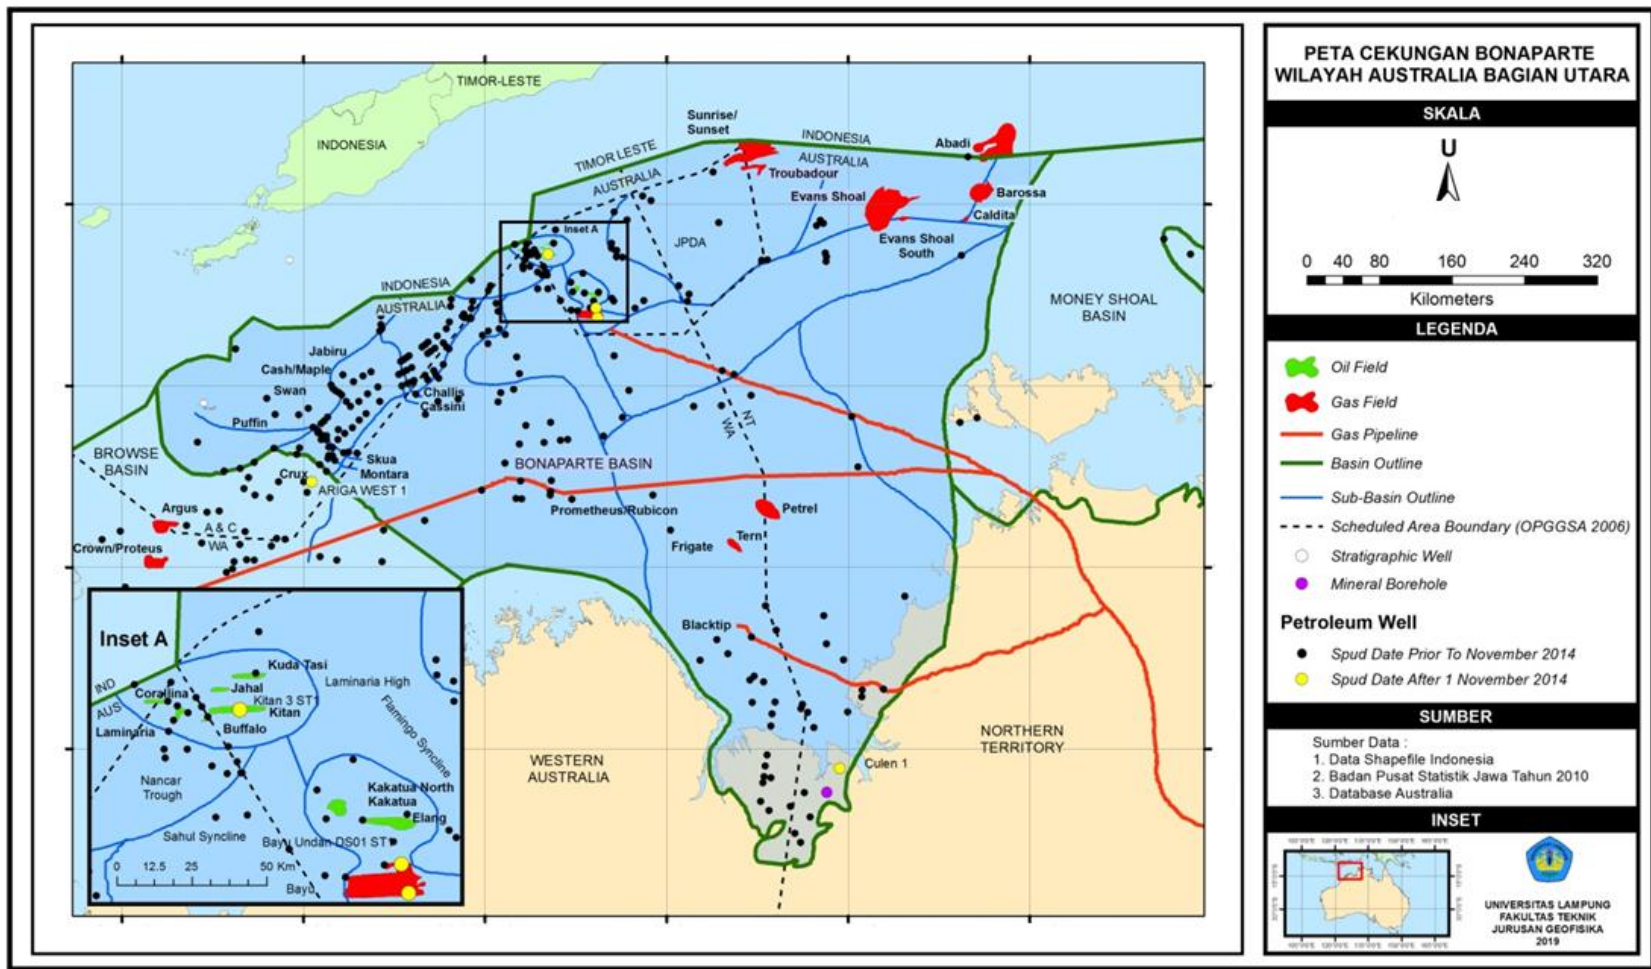 TIMOR-LESTE
INDONESIA
Sunrise/
Sunset
INDONESIA
TIMOR LESTE
AUSTRALIA
AUSTRALIA
Abadi
Troubadour
Barossa
Evans Shoal
Caldita
Evans Shoal
South
Inset A
JPDA
INDONESIA
AUSTRALIA
MONEY SHOAL
BASIN
Jabiru
Cash/Maple
Swan
Challis
Cassini
Puffin
NT
WA
BROWSE
BASIN
Skua
Montara
Crux
ARIGA WEST 1
BONAPARTE BASIN
Argus
A & C
WA
Crown/Proteus
Prometheus/Rubicon
Petrel
Tern
Frigate
Blacktip
WESTERN
AUSTRALIA
NORTHERN
TERRITORY
Culen 1
Inset A
IND
AUS
Kuda Tasi
Corallina
Jahal
Laminaria High
Kitan 3 ST1
Kitan
Laminaria
Buffalo
Flamingo Syncline
Nancar
Trough
Kakatua North
Kakatua
Elang
Sahul Syncline
Bayu Undan DS01 ST1
0 12.5 25 50 Km
Bayu
PETA CEKUNGAN BONAPARTE
WILAYAH AUSTRALIA BAGIAN UTARA
SKALA
U
0 40 80 160 240 320
Kilometers
LEGENDA
Oil Field
Gas Field
Gas Pipeline
Basin Outline
Sub-Basin Outline
Scheduled Area Boundary (OPGGSA 2006)
Stratigraphic Well
Mineral Borehole
Petroleum Well
Spud Date Prior To November 2014
Spud Date After 1 November 2014
SUMBER
Sumber Data :
1. Data Shapefile Indonesia
2. Badan Pusat Statistik Jawa Tahun 2010
3. Database Australia
INSET
UNIVERSITAS LAMPUNG
FAKULTAS TEKNIK
JURUSAN GEOFISIKA
2019